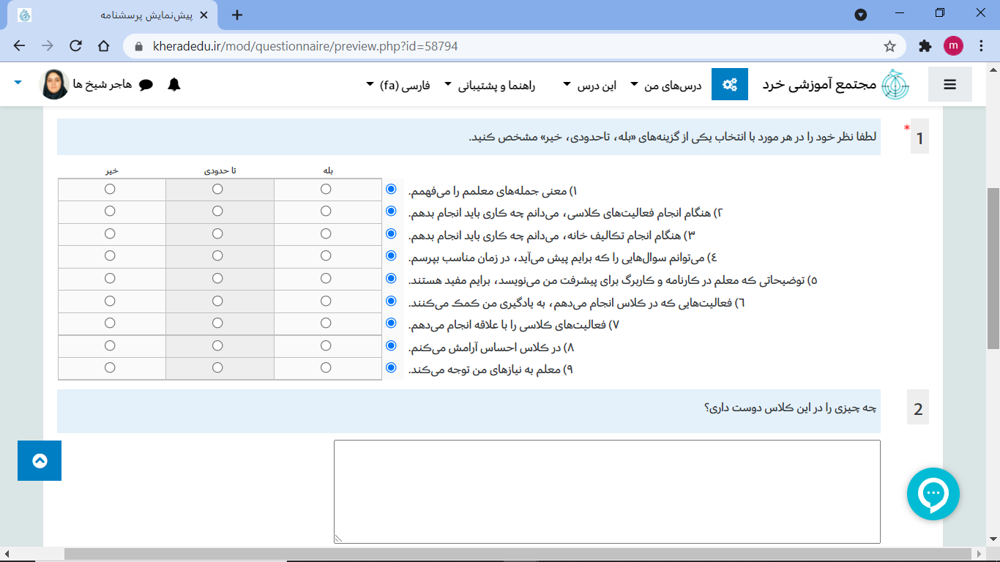 پیش‌نمایش پرسشنامه
kheradedu.ir/mod/questionnaire/preview.php?id=58794
m
مجتمع آموزشی خرد
درس‌های من
این درس
راهنما و پشتیبانی
فارسی ‎(fa)‎
هاجر شیخ ها
1
*
لطفا نظر خود را در هر مورد با انتخاب یکی از گزینه‌های «بله، تاحدودی، خیر» مشخص کنید.
بله تا حدودی خیر
۱) معنی جمله‌های معلمم را می‌فهمم.
۲) هنگام انجام فعالیت‌های کلاسی، می‌دانم چه کاری باید انجام بدهم.
۳) هنگام انجام تکالیف خانه، می‌دانم چه کاری باید انجام بدهم.
٤) می‌توانم سوال‌هایی را که برایم پیش می‌آید، در زمان مناسب بپرسم.
٥) توضیحاتی که معلم در کارنامه و کاربرگ برای پیشرفت من می‌نویسد، برایم مفید هستند.
٦) فعالیت‌هایی که در کلاس انجام می‌دهم، به یادگیری من کمک می‌کنند.
۷) فعالیت‌های کلاسی را با علاقه انجام می‌دهم.
۸) در کلاس احساس آرامش می‌کنم.
۹) معلم به نیازهای من توجه می‌کند.
2
چه چیزی را در این کلاس دوست داری؟